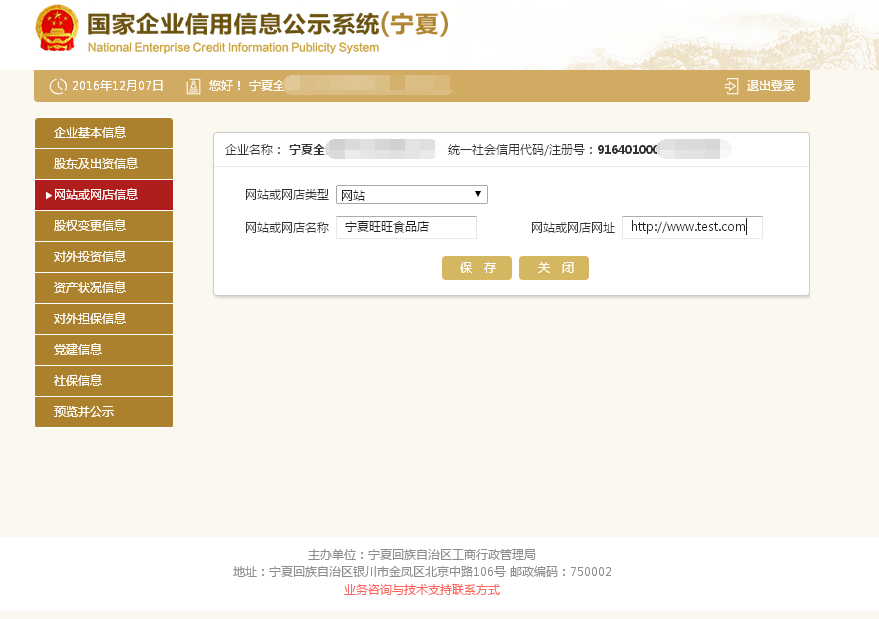 国家企业信用信息公示系统(宁夏)
National Enterprise Credit Information Publicity System
2016年12月07日 您好！ 宁夏全 退出登录
企业基本信息
股东及出资信息
网站或网店信息
股权变更信息
对外投资信息
资产状况信息
对外担保信息
党建信息
社保信息
预览并公示
企业名称： 宁夏全 统一社会信用代码/注册号：916401000
网站或网店类型 网站
网站或网店名称 宁夏旺旺食品店 网站或网店网址 http://www.test.com
保 存 关 闭
主办单位：宁夏回族自治区工商行政管理局
地址：宁夏回族自治区银川市金凤区北京中路106号 邮政编码：750002
业务咨询与技术支持联系方式